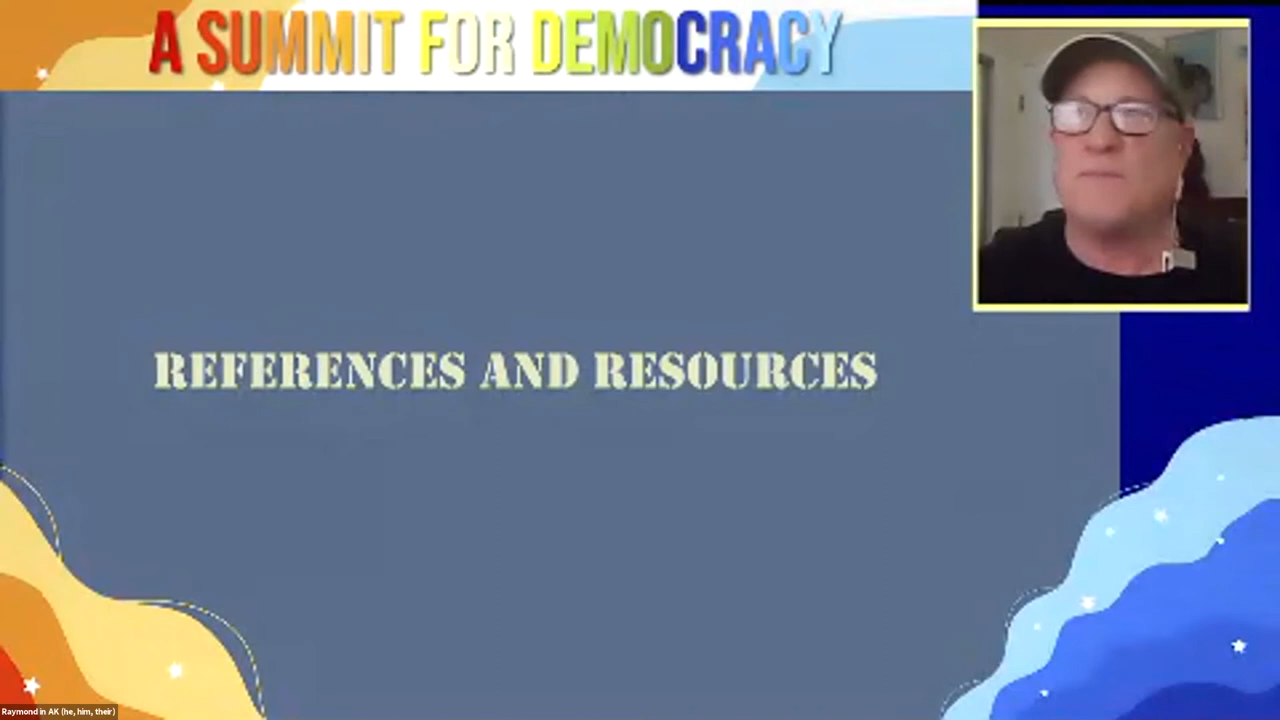 A SUMMIT FOR DEMOCRACY
REFERENCES AND RESOURCES
Raymond in AK (he, him, their)